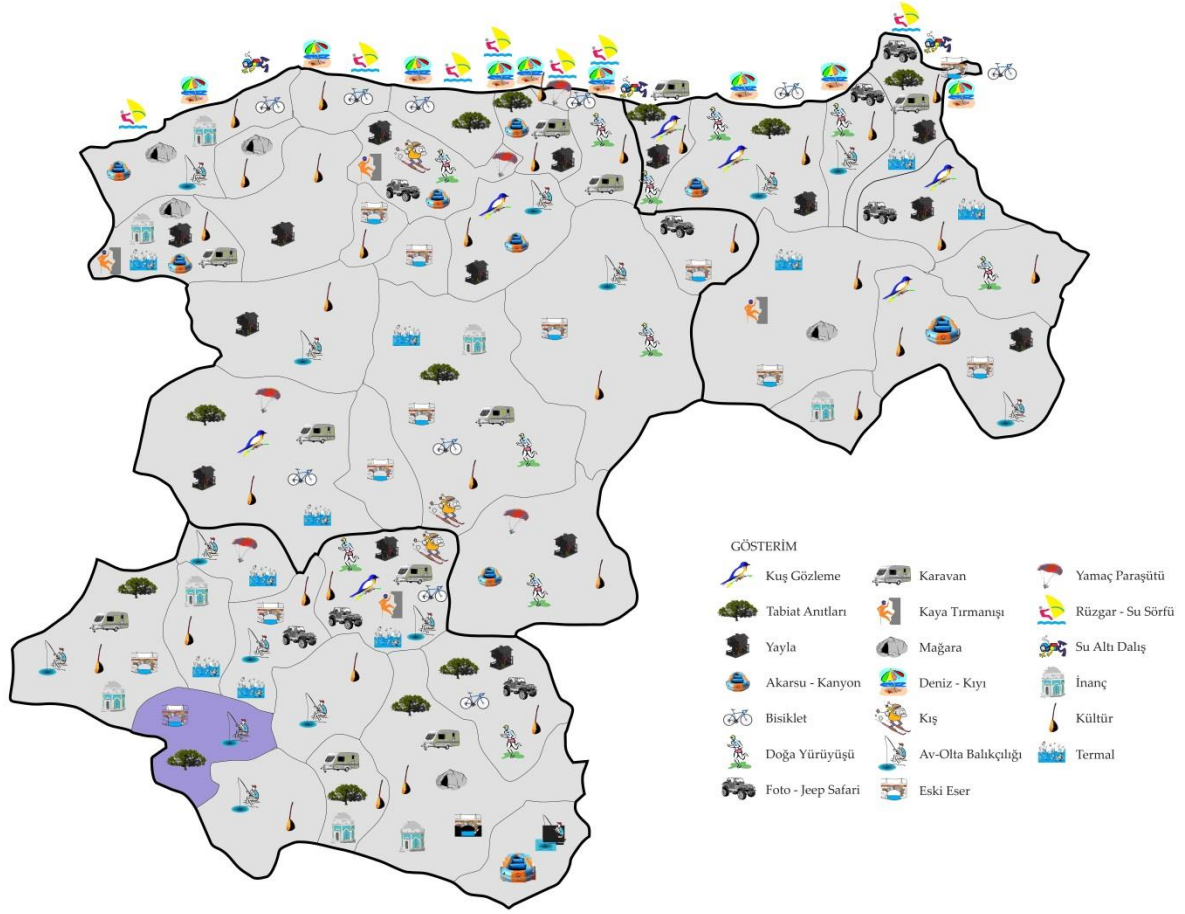 GÖSTERİM
Kuş Gözleme
Tabiat Anıtları
Yayla
Akarsu - Kanyon
Bisiklet
Doğa Yürüyüşü
Foto - Jeep Safari
Karavan
Kaya Tırmanışı
Mağara
Deniz - Kıyı
Kış
Av-Olta Balıkçılığı
Eski Eser
Yamaç Paraşütü
Rüzgar - Su Sörfü
Su Altı Dalış
İnanç
Kültür
Termal